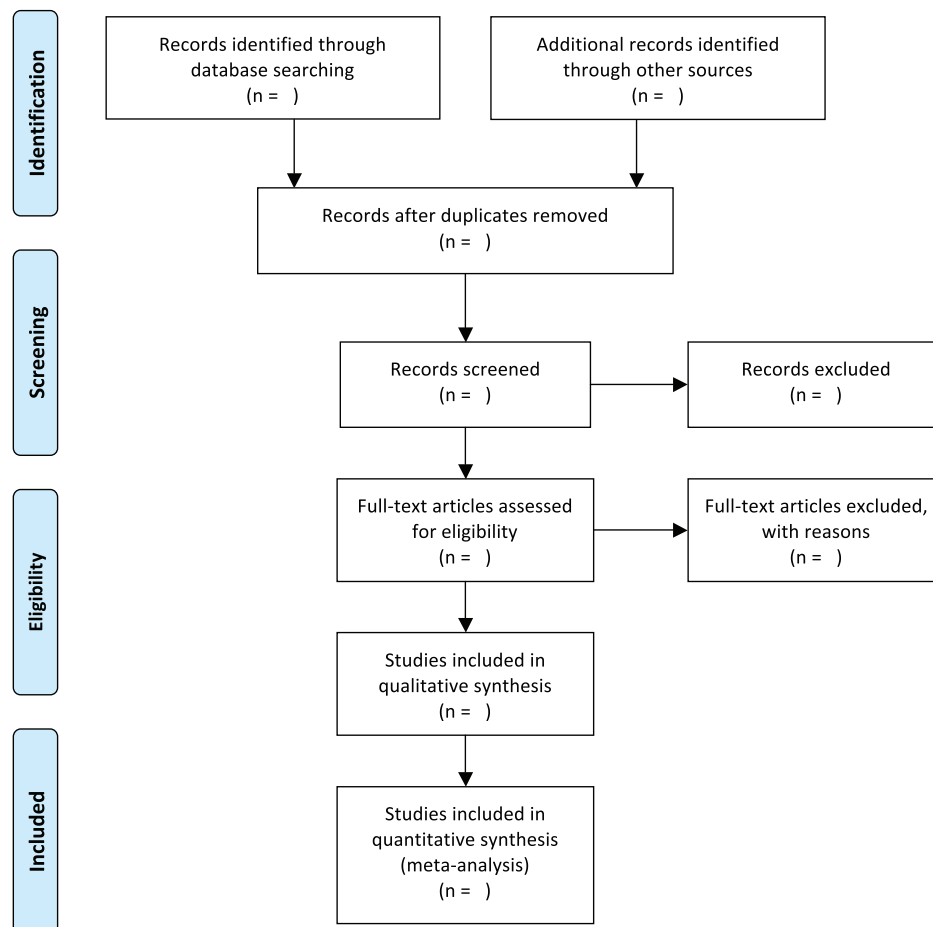 Identification
Records identified through
database searching
(n =   )
Additional records identified
through other sources
(n =   )
Records after duplicates removed
(n =   )
Screening
Records screened
(n =   )
Records excluded
(n =   )
Eligibility
Full-text articles assessed
for eligibility
(n =   )
Full-text articles excluded,
with reasons
(n =   )
Studies included in
qualitative synthesis
(n =   )
Included
Studies included in
quantitative synthesis
(meta-analysis)
(n =   )